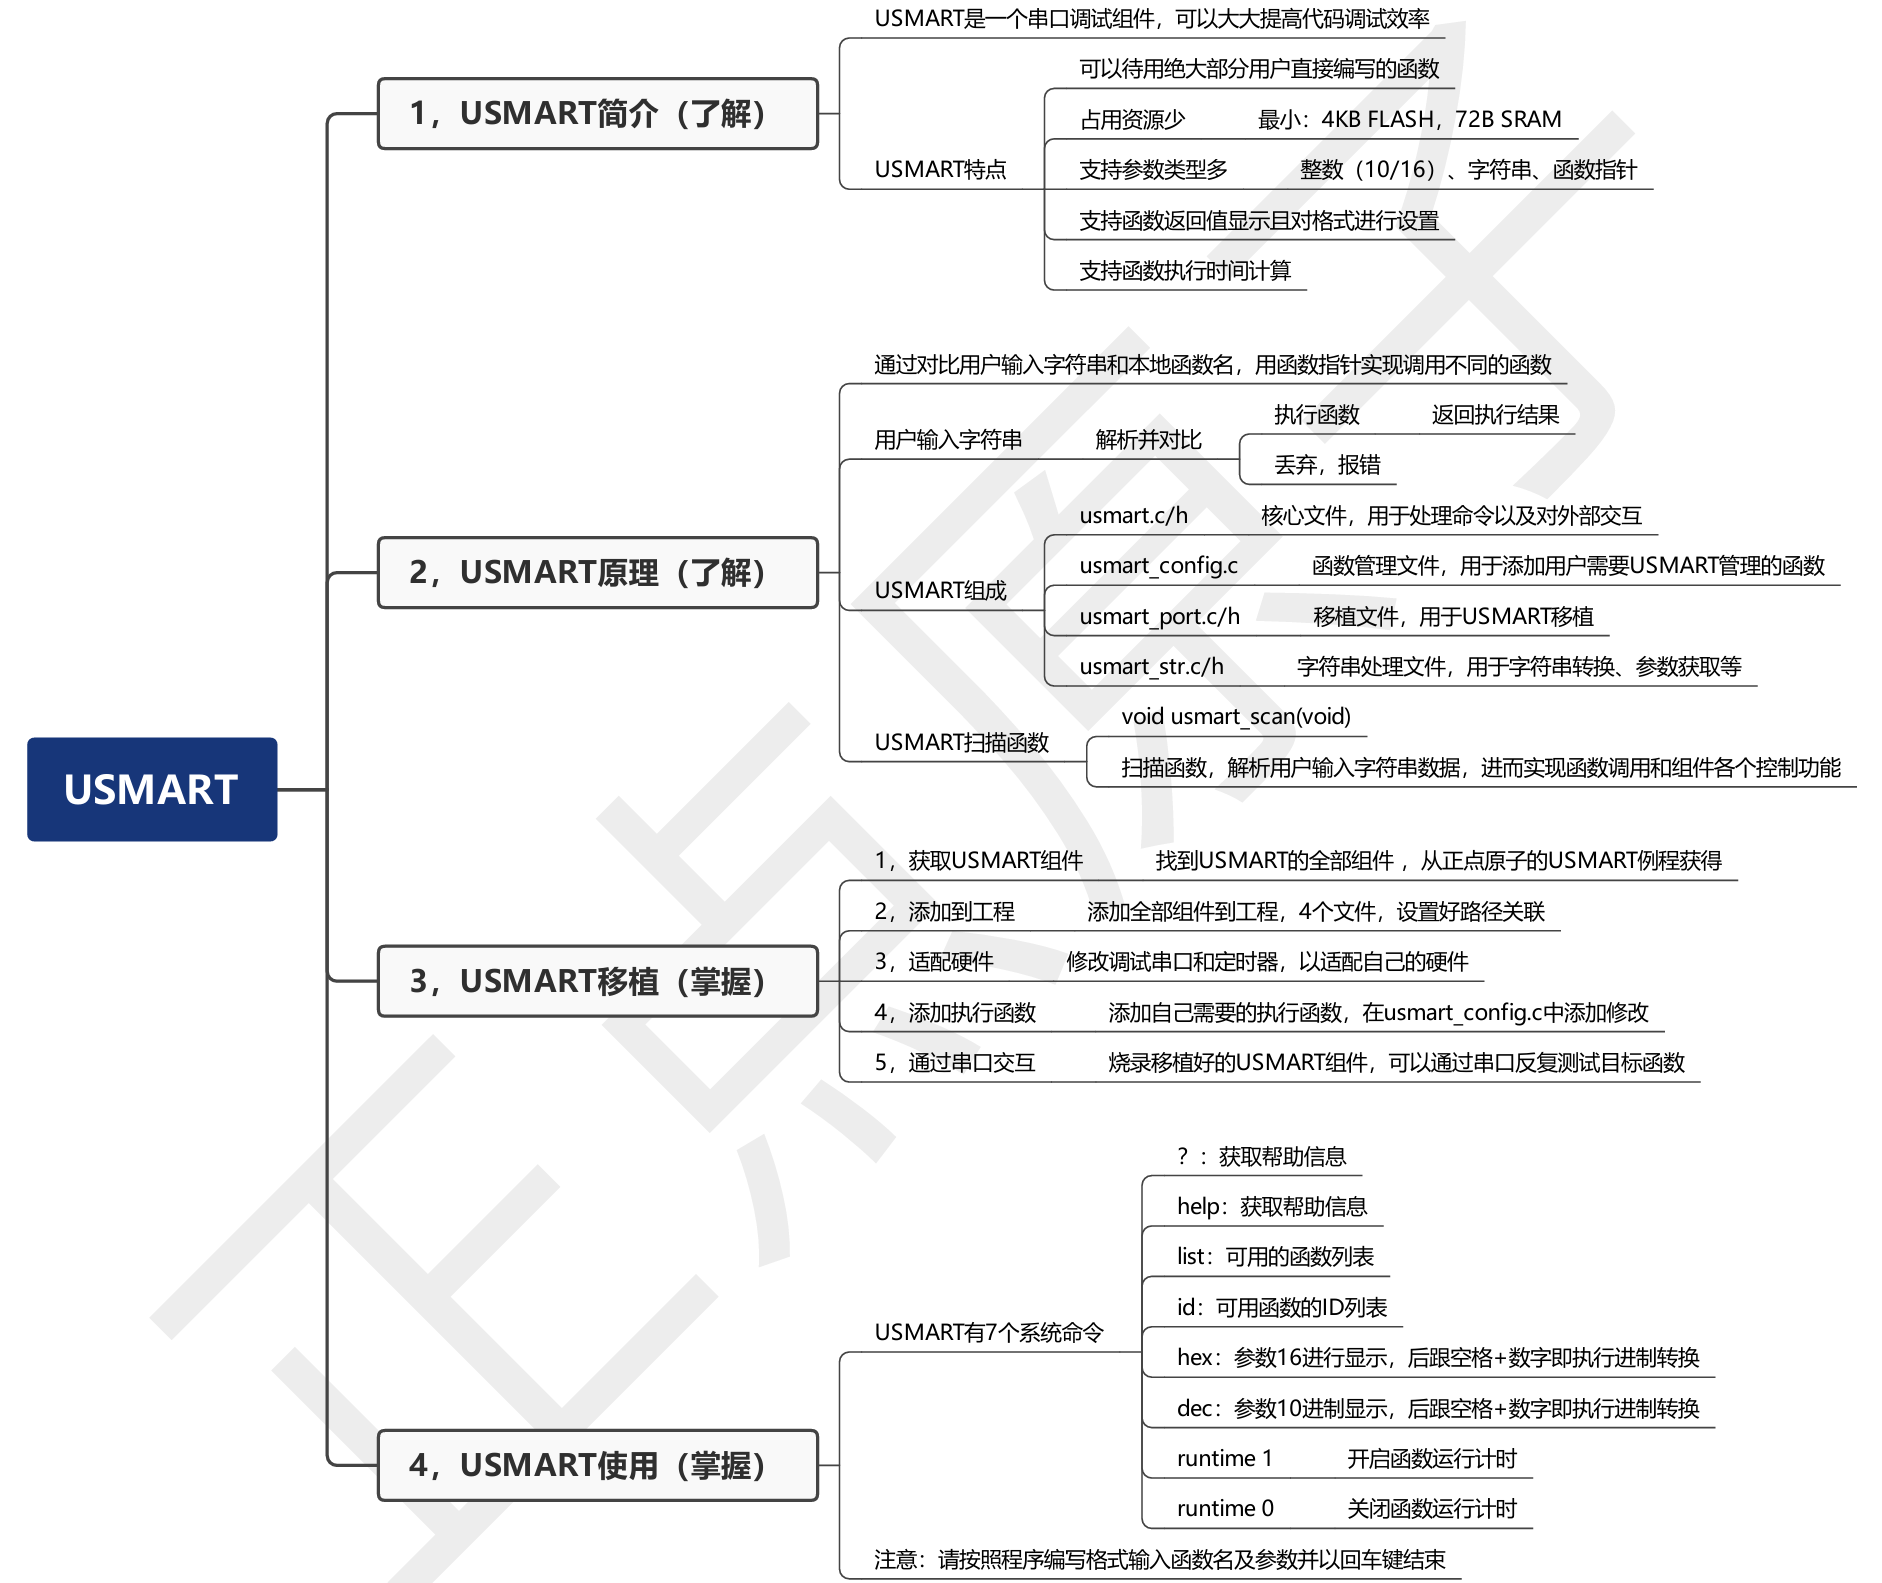 USMART
1，USMART简介（了解）
USMART是一个串口调试组件，可以大大提高代码调试效率
USMART特点
可以待用绝大部分用户直接编写的函数
占用资源少 最小：4KB FLASH，72B SRAM
支持参数类型多 整数（10/16）、字符串、函数指针
支持函数返回值显示且对格式进行设置
支持函数执行时间计算
2，USMART原理（了解）
通过对比用户输入字符串和本地函数名，用函数指针实现调用不同的函数
用户输入字符串 解析并对比
执行函数 返回执行结果
丢弃，报错
USMART组成
usmart.c/h 核心文件，用于处理命令以及对外部交互
usmart_config.c 函数管理文件，用于添加用户需要USMART管理的函数
usmart_port.c/h 移植文件，用于USMART移植
usmart_str.c/h 字符串处理文件，用于字符串转换、参数获取等
USMART扫描函数
void usmart_scan(void)
扫描函数，解析用户输入字符串数据，进而实现函数调用和组件各个控制功能
3，USMART移植（掌握）
1，获取USMART组件 找到USMART的全部组件 ，从正点原子的USMART例程获得
2，添加到工程 添加全部组件到工程，4个文件，设置好路径关联
3，适配硬件 修改调试串口和定时器，以适配自己的硬件
4，添加执行函数 添加自己需要的执行函数，在usmart_config.c中添加修改
5，通过串口交互 烧录移植好的USMART组件，可以通过串口反复测试目标函数
4，USMART使用（掌握）
USMART有7个系统命令
？：获取帮助信息
help：获取帮助信息
list：可用的函数列表
id：可用函数的ID列表
hex：参数16进行显示，后跟空格+数字即执行进制转换
dec：参数10进制显示，后跟空格+数字即执行进制转换
runtime 1 开启函数运行计时
runtime 0 关闭函数运行计时
注意：请按照程序编写格式输入函数名及参数并以回车键结束
正点原子